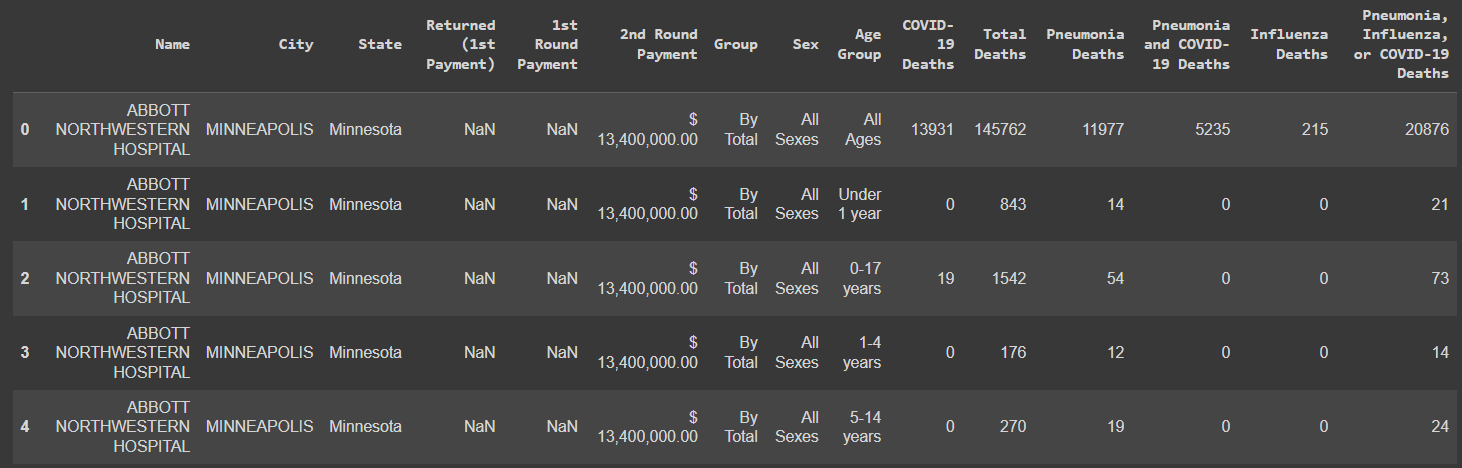 Name City State Returned (1st Payment) 1st Round Payment 2nd Round Payment Group Sex Age Group COVID-19 Deaths Total Deaths Pneumonia Deaths Pneumonia and COVID-19 Deaths Influenza Deaths Pneumonia, Influenza, or COVID-19 Deaths
0 ABBOTT NORTHWESTERN HOSPITAL MINNEAPOLIS Minnesota NaN NaN $ 13,400,000.00 By Total All Sexes All Ages 13931 145762 11977 5235 215 20876
1 ABBOTT NORTHWESTERN HOSPITAL MINNEAPOLIS Minnesota NaN NaN $ 13,400,000.00 By Total All Sexes Under 1 year 0 843 14 0 0 21
2 ABBOTT NORTHWESTERN HOSPITAL MINNEAPOLIS Minnesota NaN NaN $ 13,400,000.00 By Total All Sexes 0-17 years 19 1542 54 0 0 73
3 ABBOTT NORTHWESTERN HOSPITAL MINNEAPOLIS Minnesota NaN NaN $ 13,400,000.00 By Total All Sexes 1-4 years 0 176 12 0 0 14
4 ABBOTT NORTHWESTERN HOSPITAL MINNEAPOLIS Minnesota NaN NaN $ 13,400,000.00 By Total All Sexes 5-14 years 0 270 19 0 0 24